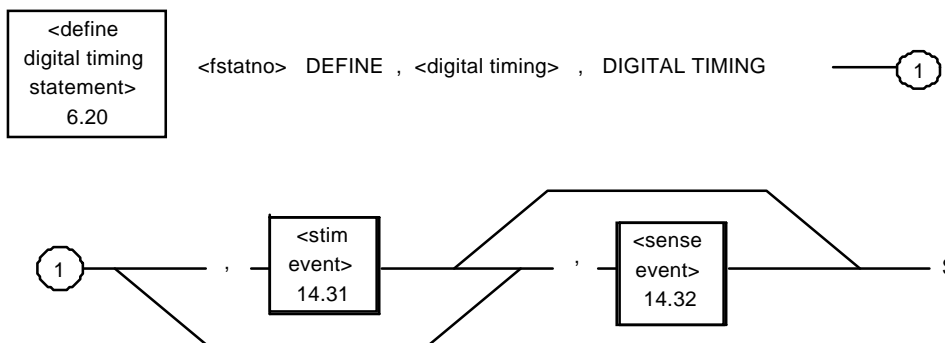 <define
digital timing
statement>
6.20
<fstatno> DEFINE , <digital timing> , DIGITAL TIMING
1
1
,
<stim
event>
14.31
,
<sense
event>
14.32